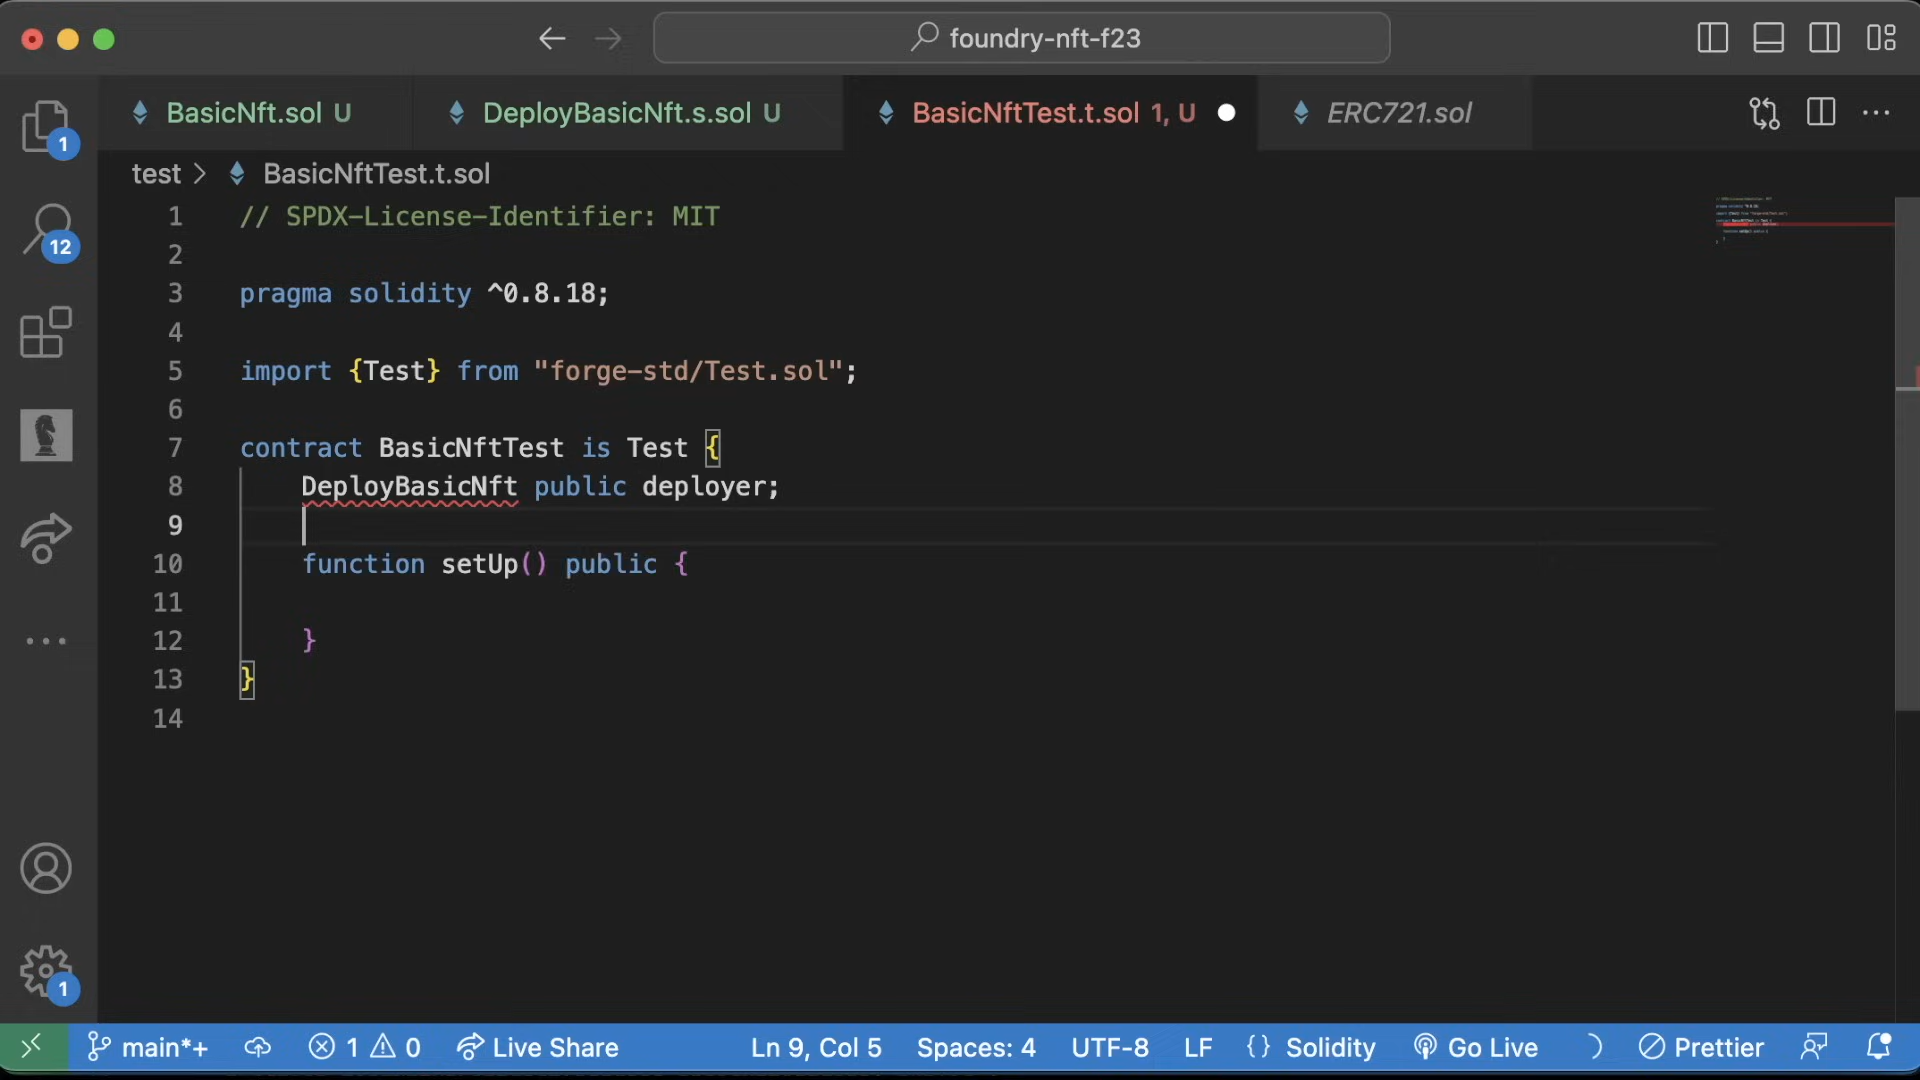 foundry-nft-f23
BasicNft.sol U
DeployBasicNft.s.sol U
BasicNftTest.t.sol 1, U
ERC721.sol
test > BasicNftTest.t.sol
1 // SPDX-License-Identifier: MIT
2
3 pragma solidity ^0.8.18;
4
5 import {Test} from "forge-std/Test.sol";
6
7 contract BasicNftTest is Test {
8 DeployBasicNft public deployer;
9
10 function setUp() public {
11
12 }
13 }
14
1
12
1
main*+
1
0
Live Share
Ln 9, Col 5
Spaces: 4
UTF-8
LF
{} Solidity
Go Live
Prettier